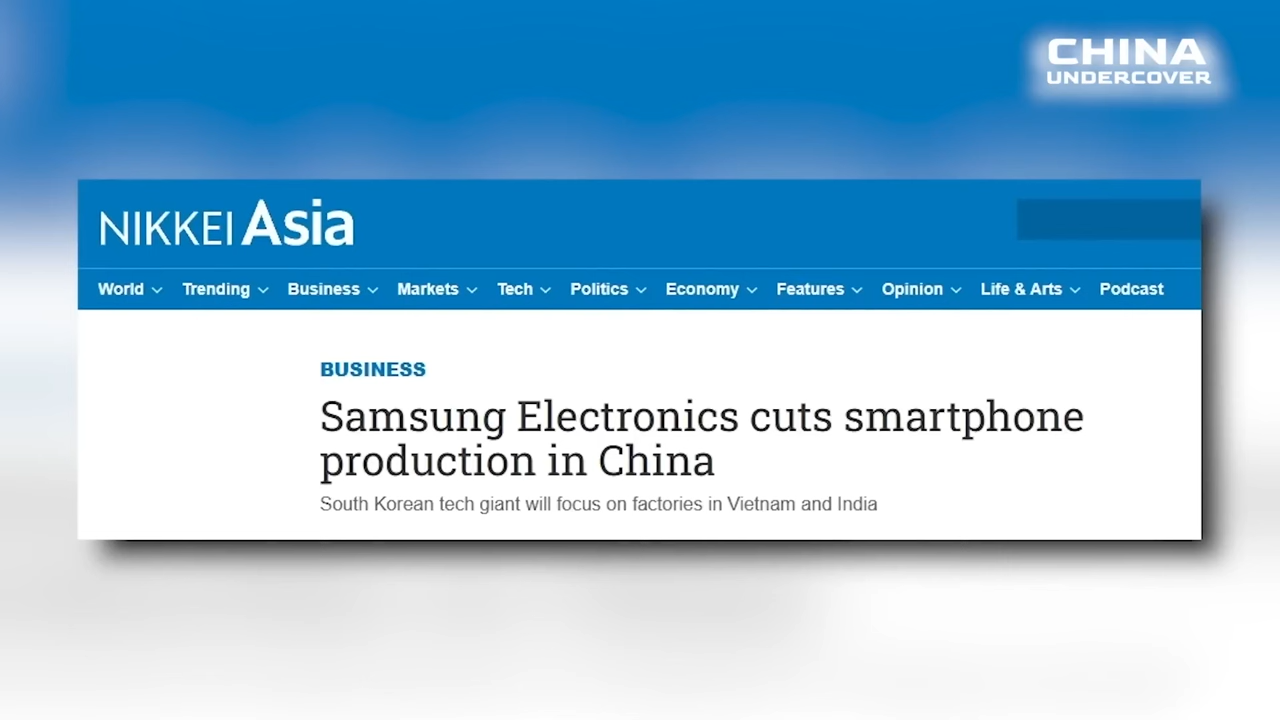 CHINA
UNDERCOVER
NIKKEI Asia
World Trending Business Markets Tech Politics Economy Features Opinion Life & Arts Podcast
BUSINESS
Samsung Electronics cuts smartphone
production in China
South Korean tech giant will focus on factories in Vietnam and India